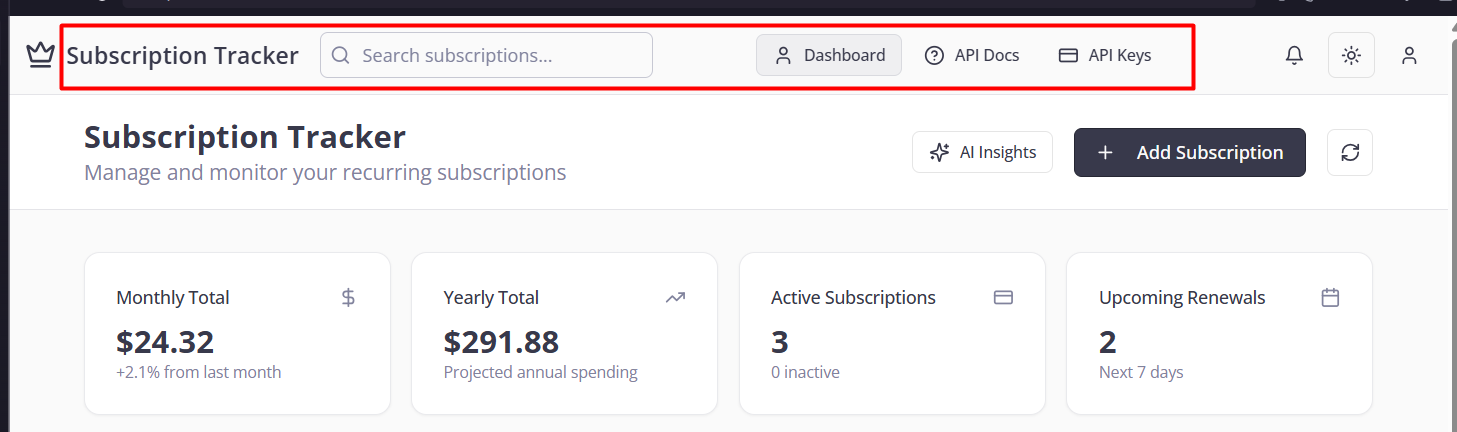 Subscription Tracker Search subscriptions... Dashboard API Docs API Keys
Subscription Tracker
Manage and monitor your recurring subscriptions
AI Insights Add Subscription
Monthly Total
$24.32
+2.1% from last month
Yearly Total
$291.88
Projected annual spending
Active Subscriptions
3
0 inactive
Upcoming Renewals
2
Next 7 days